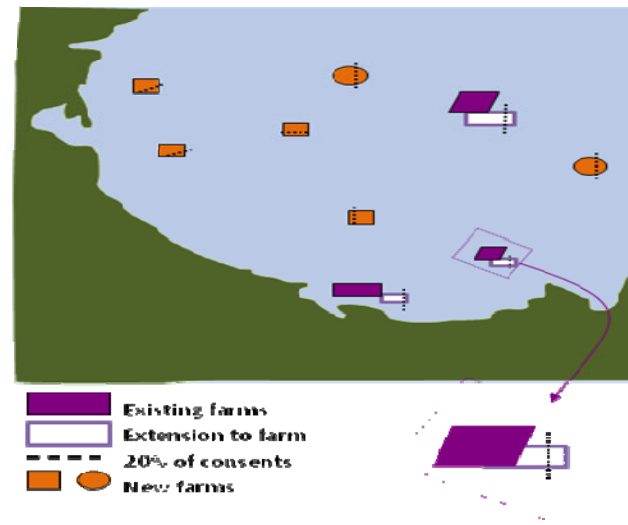 Existing farms
Extension to farm
20% of consents
New farms